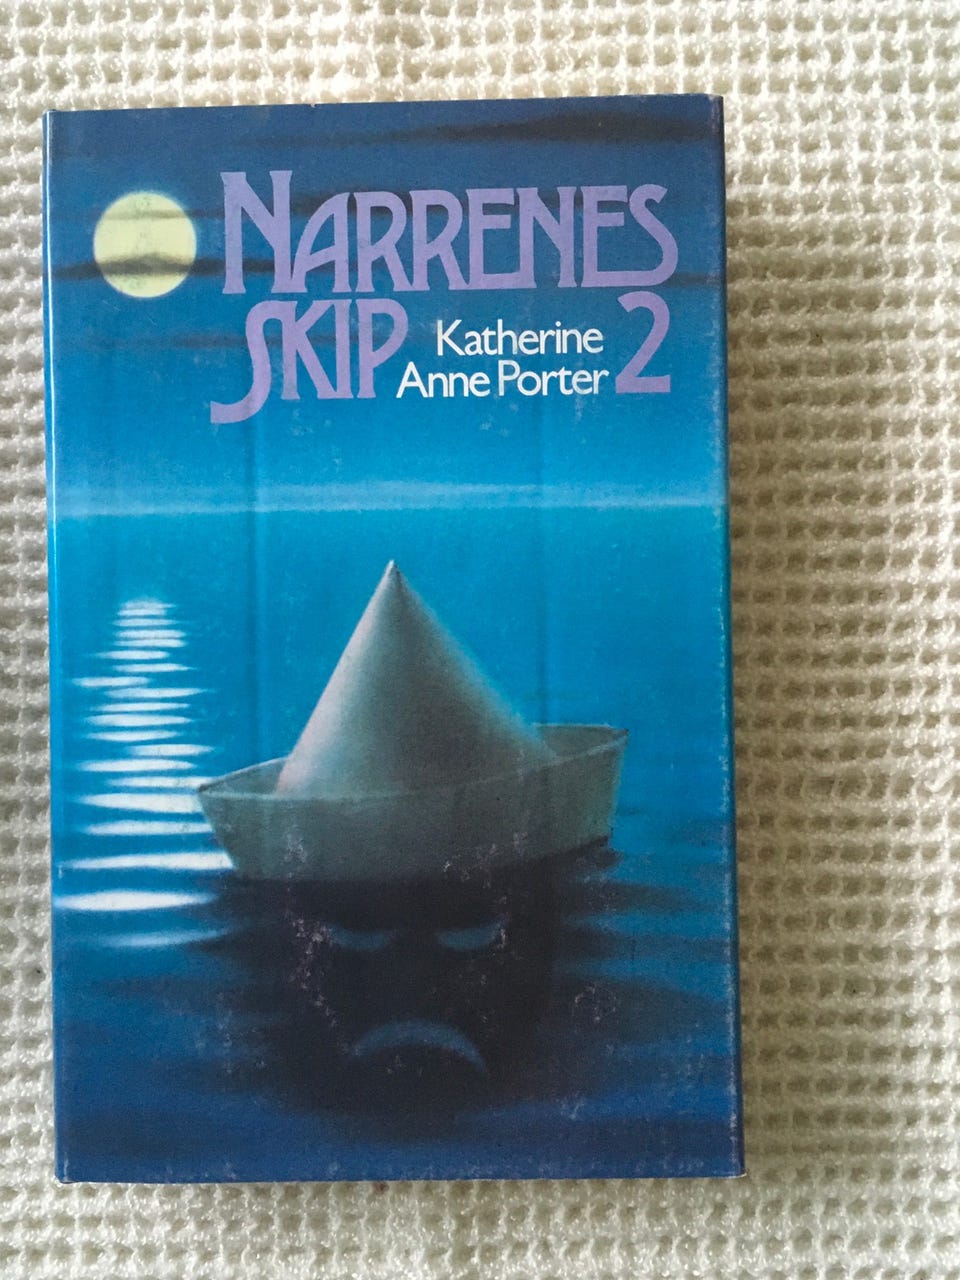 NARRENES
SKIP 2
Katherine
Anne Porter